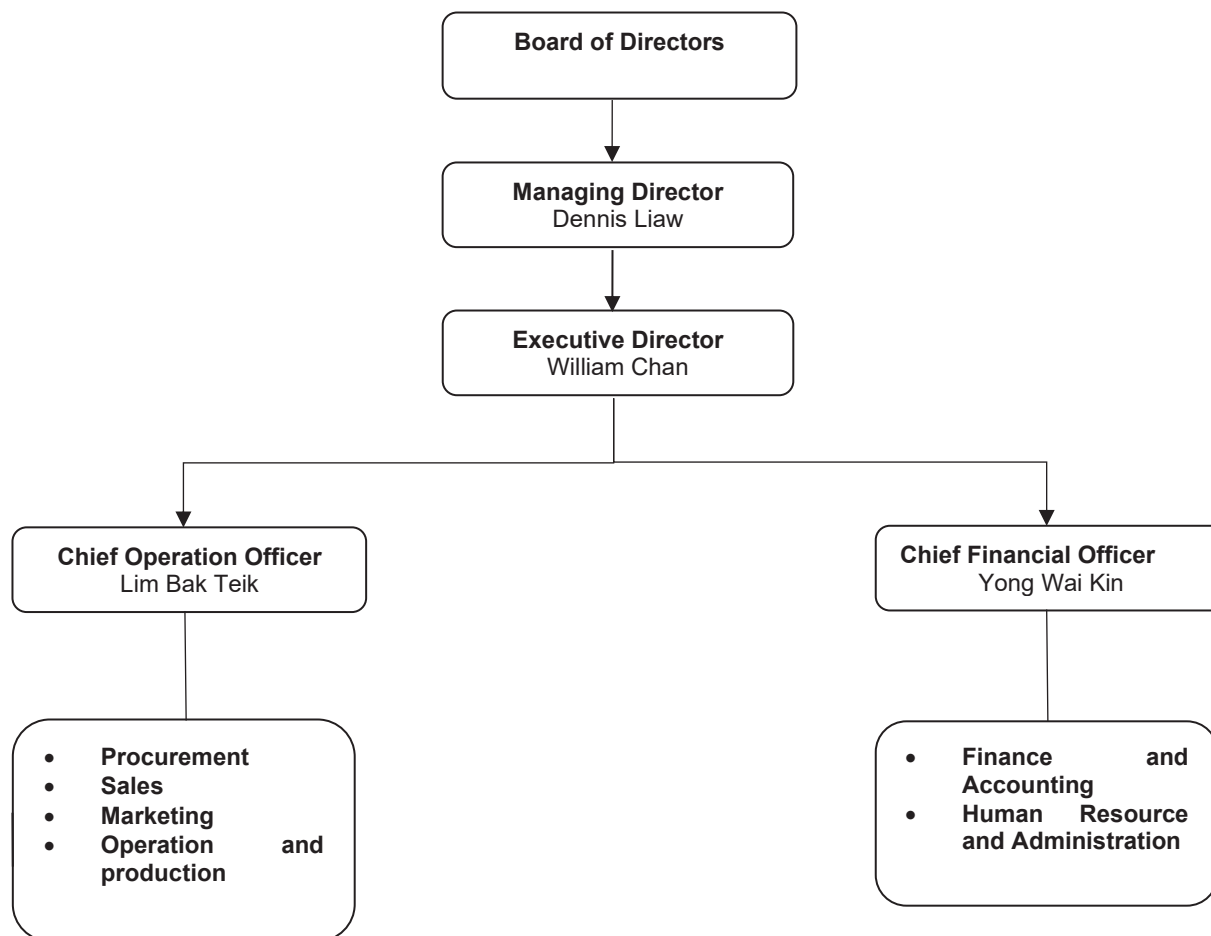 Board of Directors
Managing Director
Dennis Liaw
Executive Director
William Chan
Chief Operation Officer
Lim Bak Teik
Chief Financial Officer
Yong Wai Kin
• Procurement
• Sales
• Marketing
• Operation and
production
• Finance and
Accounting
• Human Resource
and Administration